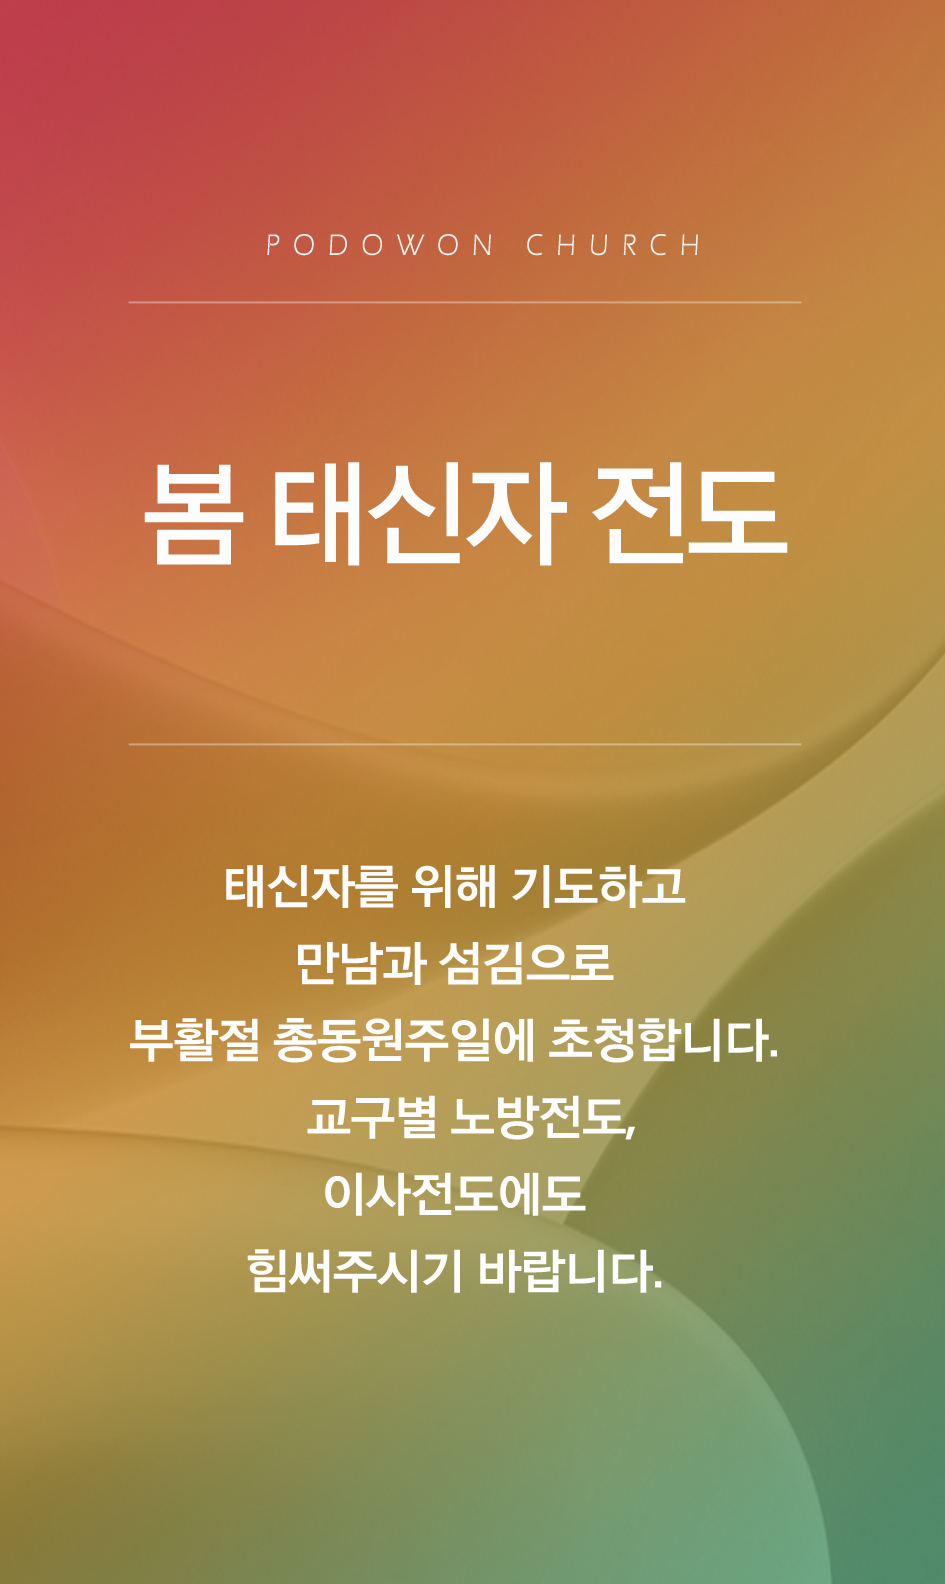 PODOWON CHURCH
봄 태신자 전도
태신자를 위해 기도하고
만남과 섬김으로
부활절 총동원주일에 초청합니다.
교구별 노방전도,
이사전도에도
힘써주시기 바랍니다.